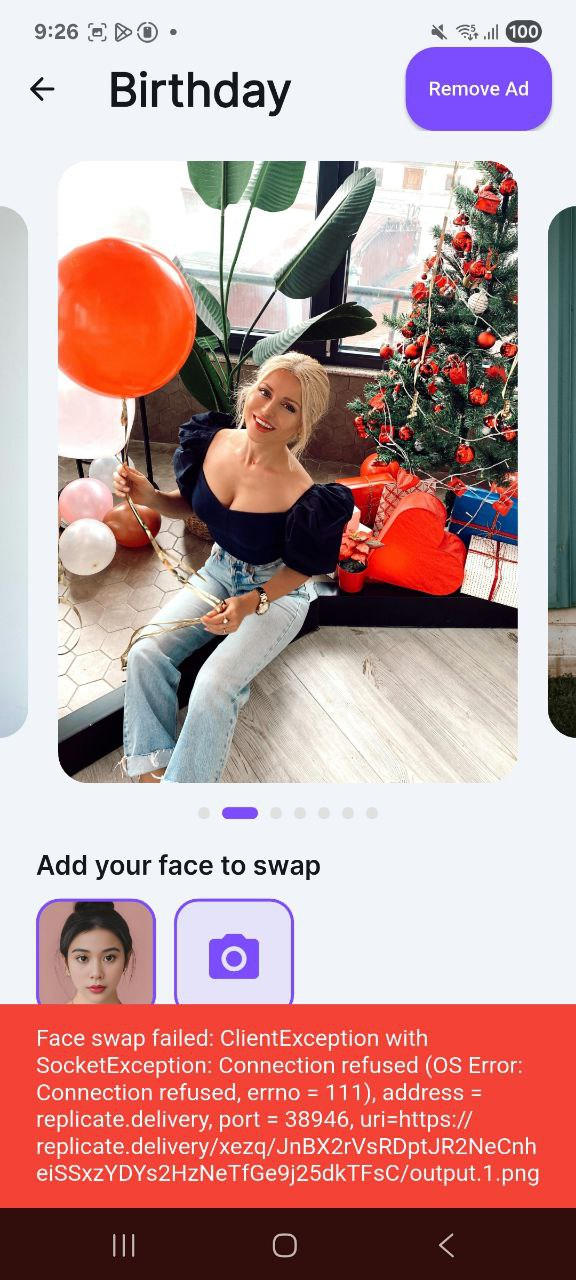 9:26
100
Birthday
Remove Ad
Add your face to swap
Face swap failed: ClientException with
SocketException: Connection refused (OS Error:
Connection refused, errno = 111), address =
replicate.delivery, port = 38946, uri=https://
replicate.delivery/xezq/JnBX2rVsRDptJR2NeCnh
eiSSxzYDYs2HzNeTfGe9j25dkTFsC/output.1.png